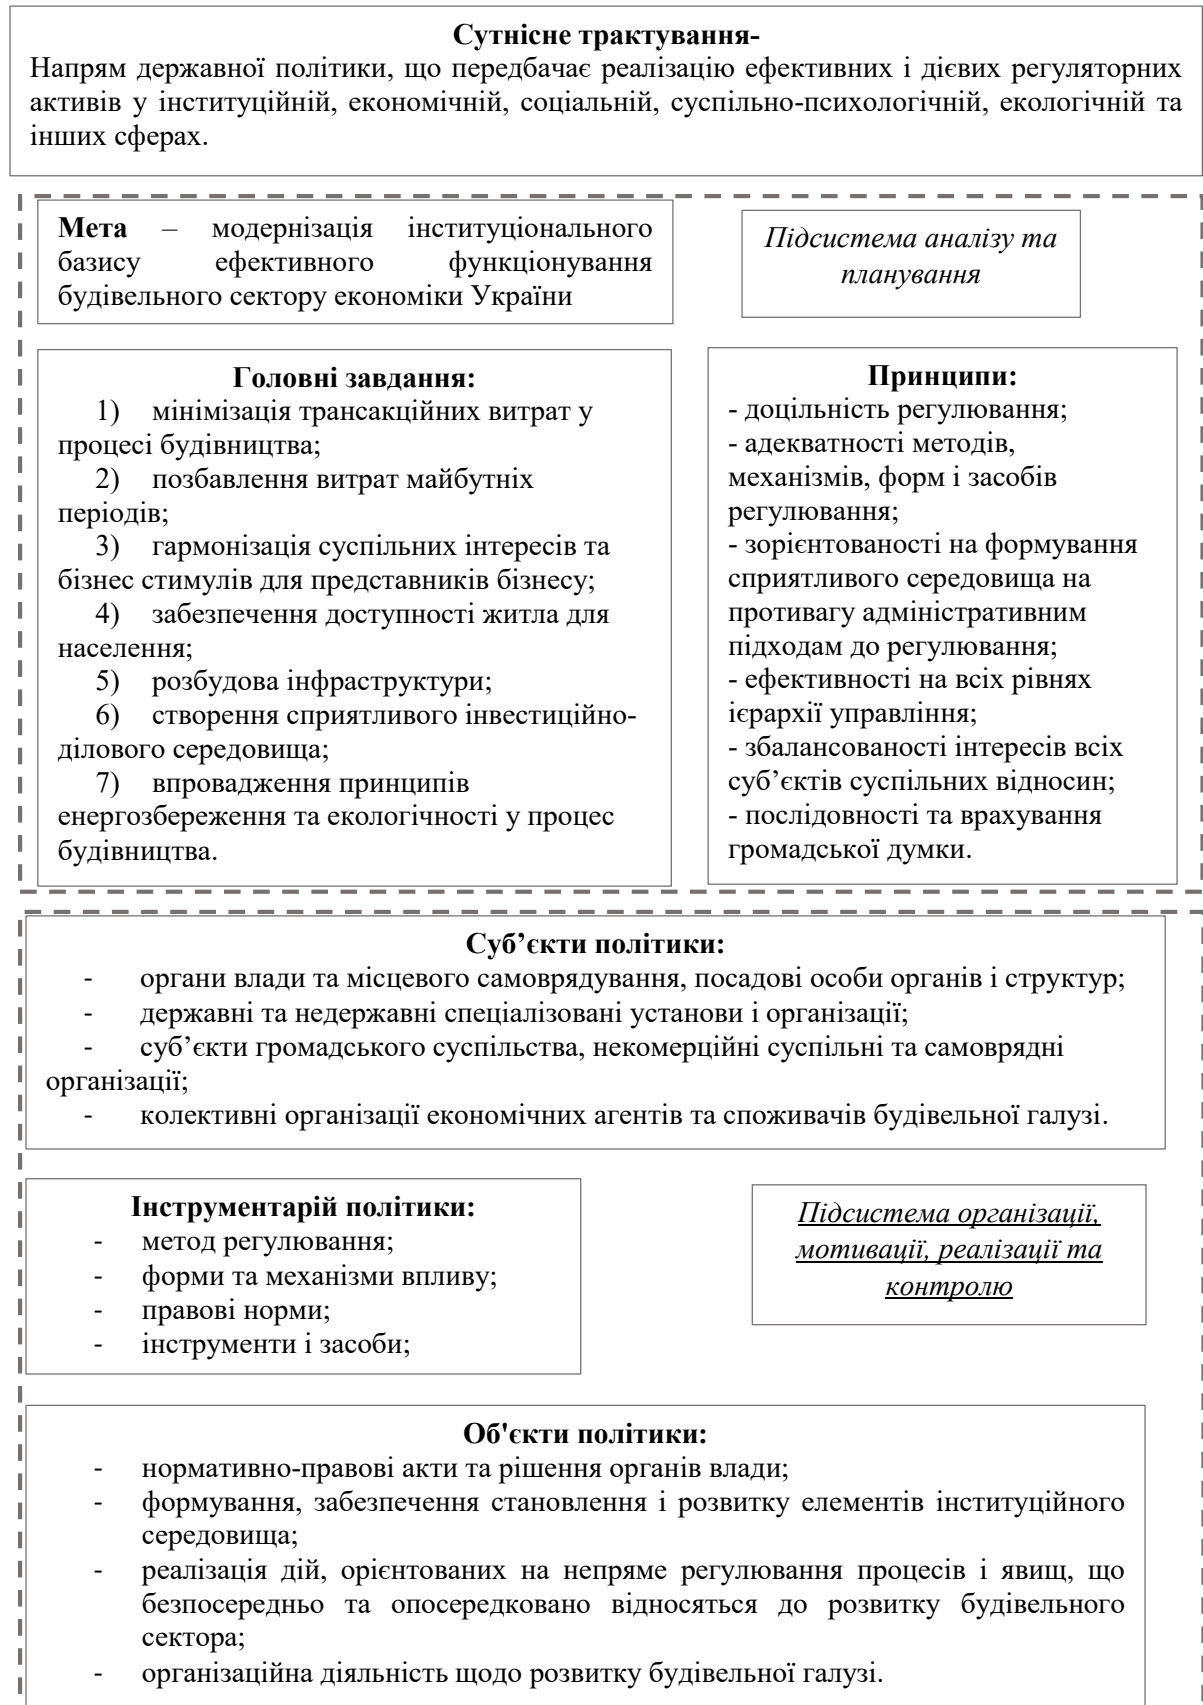 Сутнісне трактування-
Напрям державної політики, що передбачає реалізацію ефективних і дієвих регуляторних
активів у інституційній, економічній, соціальній, суспільно-психологічній, екологічній та
інших сферах.
Мета – модернізація інституціонального
базису ефективного функціонування
будівельного сектору економіки України
Підсистема аналізу та
планування
Головні завдання:
1) мінімізація трансакційних витрат у
процесі будівництва;
2) позбавлення витрат майбутніх
періодів;
3) гармонізація суспільних інтересів та
бізнес стимулів для представників бізнесу;
4) забезпечення доступності житла для
населення;
5) розбудова інфраструктури;
6) створення сприятливого інвестиційно-
ділового середовища;
7) впровадження принципів
енергозбереження та екологічності у процес
будівництва.
Принципи:
- доцільність регулювання;
- адекватності методів,
механізмів, форм і засобів
регулювання;
- зорієнтованості на формування
сприятливого середовища на
противагу адміністративним
підходам до регулювання;
- ефективності на всіх рівнях
ієрархії управління;
- збалансованості інтересів всіх
суб’єктів суспільних відносин;
- послідовності та врахування
громадської думки.
Суб’єкти політики:
- органи влади та місцевого самоврядування, посадові особи органів і структур;
- державні та недержавні спеціалізовані установи і організації;
- суб’єкти громадського суспільства, некомерційні суспільні та самоврядні
організації;
- колективні організації економічних агентів та споживачів будівельної галузі.
Інструментарій політики:
- метод регулювання;
- форми та механізми впливу;
- правові норми;
- інструменти і засоби;
Підсистема організації,
мотивації, реалізації та
контролю
Об'єкти політики:
- нормативно-правові акти та рішення органів влади;
- формування, забезпечення становлення і розвитку елементів інституційного
середовища;
- реалізація дій, орієнтованих на непряме регулювання процесів і явищ, що
безпосередньо та опосередковано відносяться до розвитку будівельного
сектора;
- організаційна діяльність щодо розвитку будівельної галузі.